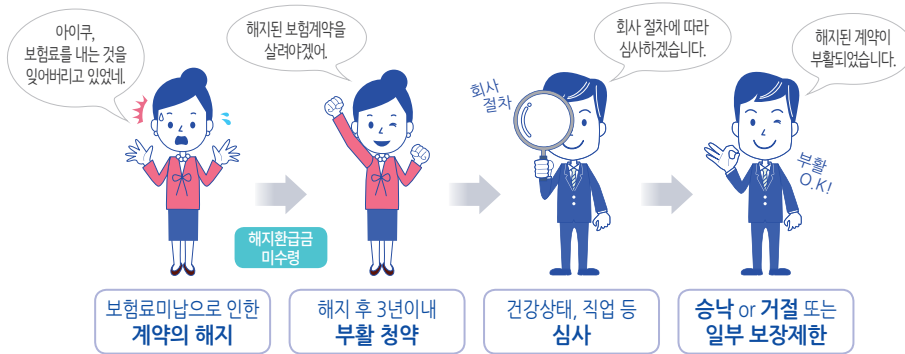 아이쿠,
보험료를 내는 것을
잊어버리고 있었네.
해지된 보험계약을
살려야겠어.
회사 절차에 따라
심사하겠습니다.
해지된 계약이
부활되었습니다.
회사
절차
부활
O.K!
해지환급금
미수령
보험료미납으로 인한
계약의 해지
해지 후 3년이내
부활 청약
건강상태, 직업 등
심사
승낙 or 거절 또는
일부 보장제한